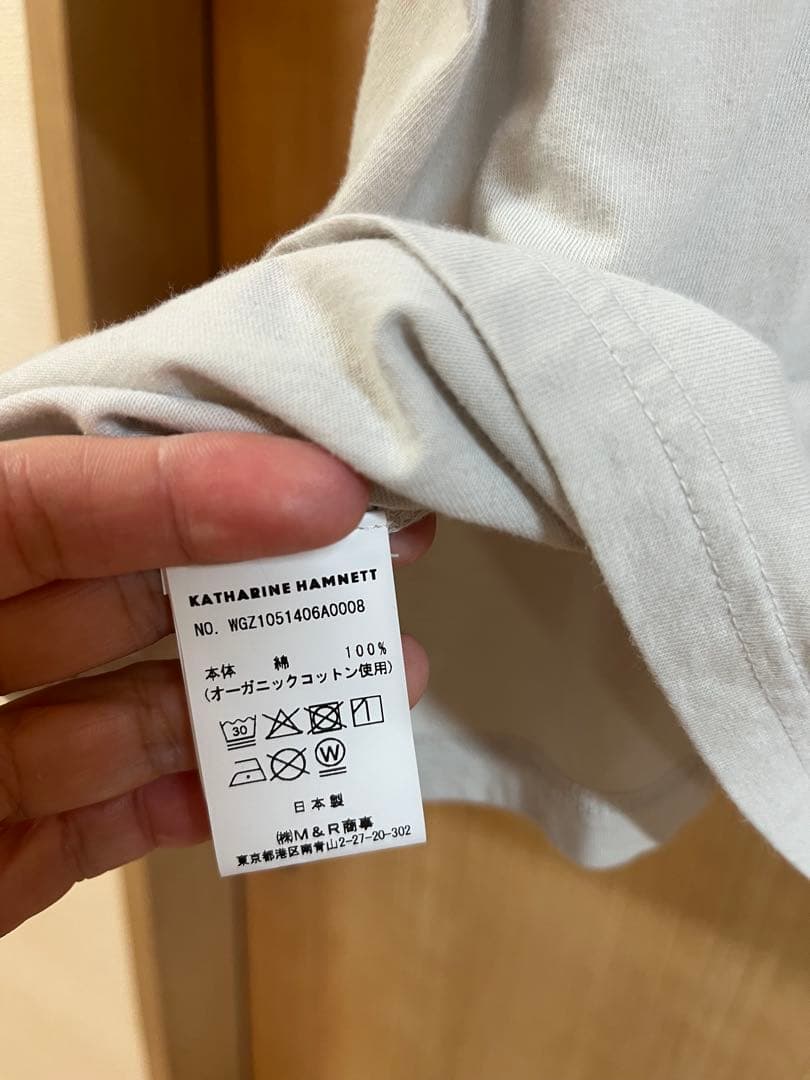 KATHARINE HAMNETT
NO. WGZ1051406A0008
本体 綿 100%
(オーガニックコットン使用)
30
W
日本製
㈱M&R商事
東京都港区南青山2-27-20-302